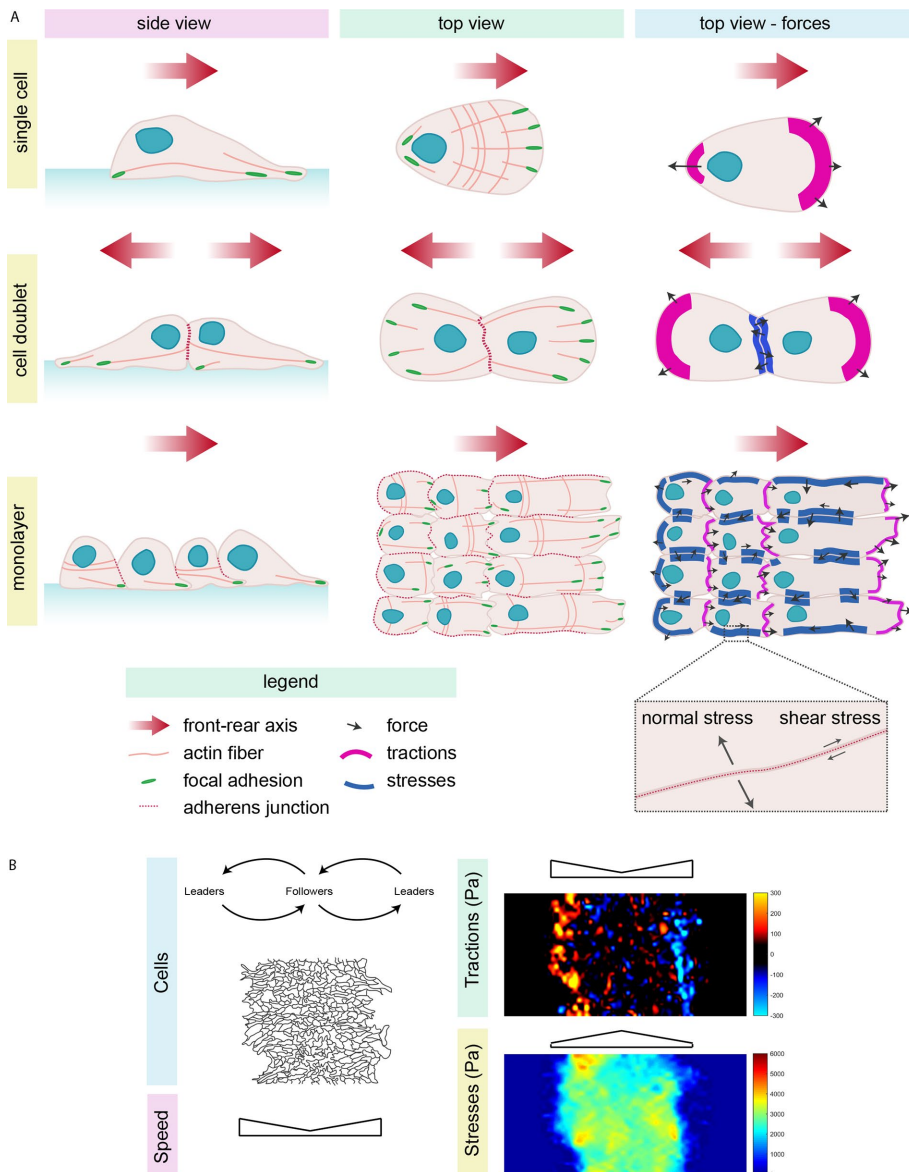 A
side view
top view
top view - forces
single cell
cell doublet
monolayer
legend
front-rear axis
actin fiber
focal adhesion
adherens junction
force
tractions
stresses
normal stress
shear stress
B
Cells
Leaders
Followers
Leaders
Speed
Tractions (Pa)
300
200
100
0
-100
-200
-300
Stresses (Pa)
6000
5000
4000
3000
2000
1000
0